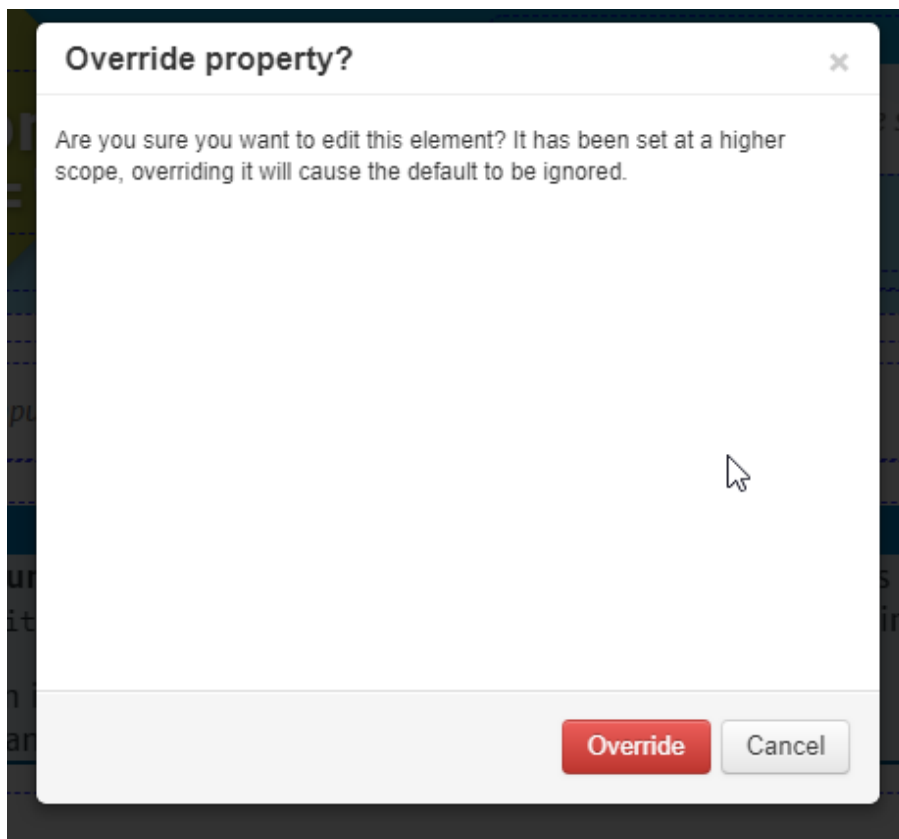 Override property?
×
Are you sure you want to edit this element? It has been set at a higher
scope, overriding it will cause the default to be ignored.
Override
Cancel